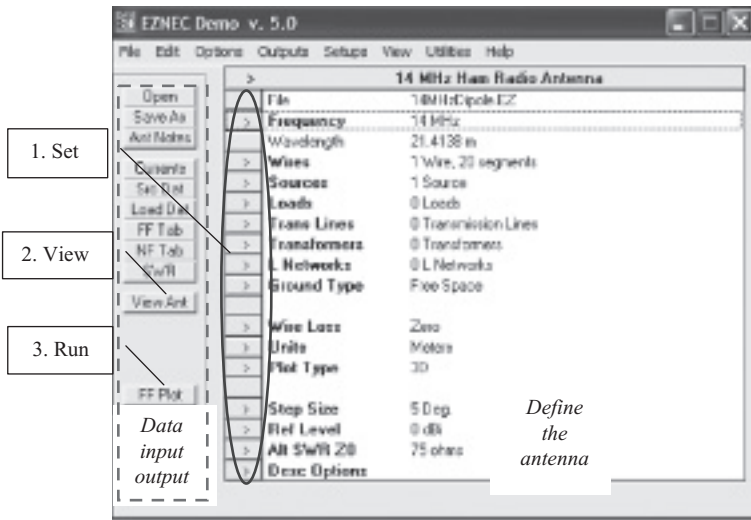 EZNEC Demo v. 5.0
File Edit Options Outputs Setups View Utilities Help
> 14 MHz Ham Radio Antenna
Open
Save As
Ant Notes
Currents
Src Dat
Load Dat
FF Tab
NF Tab
SWR
View Ant
FF Plot
1. Set
2. View
3. Run
File 14MHzDipole.EZ
> Frequency 14 MHz
Wavelength 21.4138 m
> Wires 1 Wire, 20 segments
> Sources 1 Source
> Loads 0 Loads
> Trans Lines 0 Transmission Lines
> Transformers 0 Transformers
> L Networks 0 L Networks
> Ground Type Free Space
> Wire Loss Zero
> Units Meters
> Plot Type 3D
> Step Size 5 Deg.
> Ref Level 0 dBi
> Alt SWR Z0 75 ohms
> Desc Options
Data
input
output
Define
the
antenna